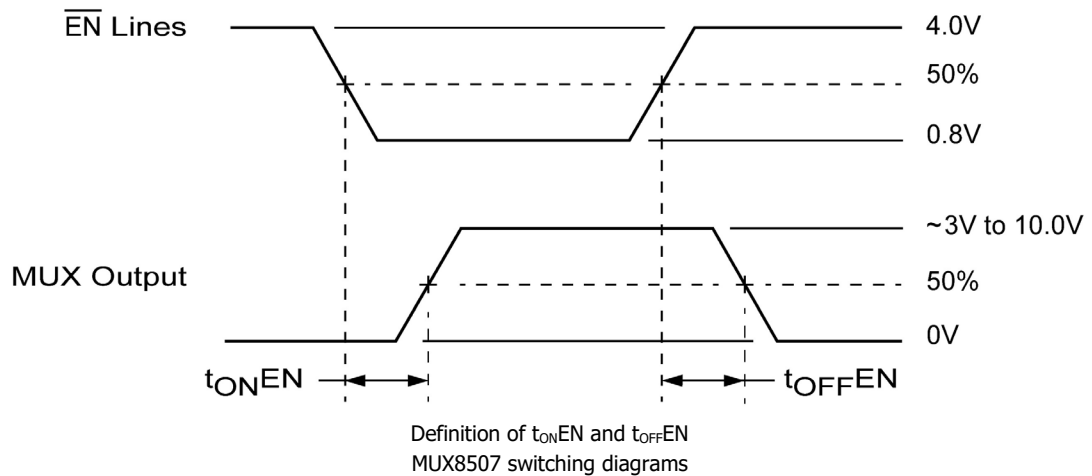 EN Lines
4.0V
50%
0.8V
~3V to 10.0V
MUX Output
50%
0V
tONEN
tOFFEN
Definition of tONEN and tOFFEN
MUX8507 switching diagrams